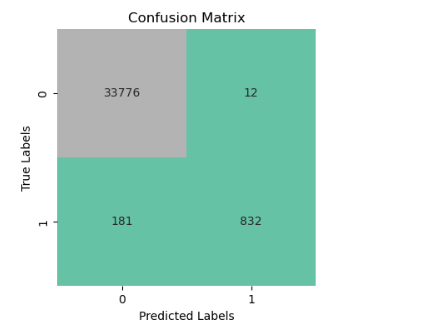 Confusion Matrix
33776 12
0
True Labels
181 832
1
0 1
Predicted Labels